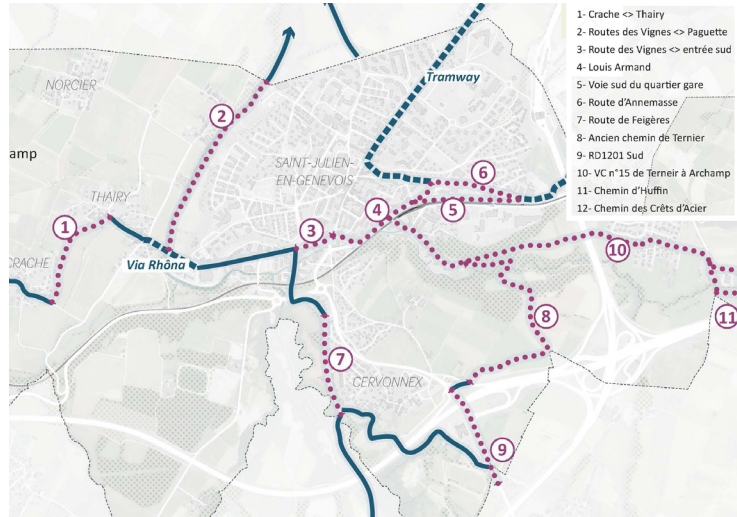 1- Crache <> Thairy
2- Routes des Vignes <> Paguette
3- Route des Vignes <> entrée sud
4- Louis Armand
5- Voie sud du quartier gare
6- Route d'Annemasse
7- Route de Feigères
8- Ancien chemin de Ternier
9- RD1201 Sud
10- VC n°15 de Terneir à Archamp
11- Chemin d'Huffin
12- Chemin des Crêts d'Acier
Tramway
NORCIER
2
amp
SAINT-JULIEN-
EN-GENEVOIS
6
THAIRY
5
1
4
3
10
CRACHE
Via Rhôna
11
8
7
CERVONNEX
9